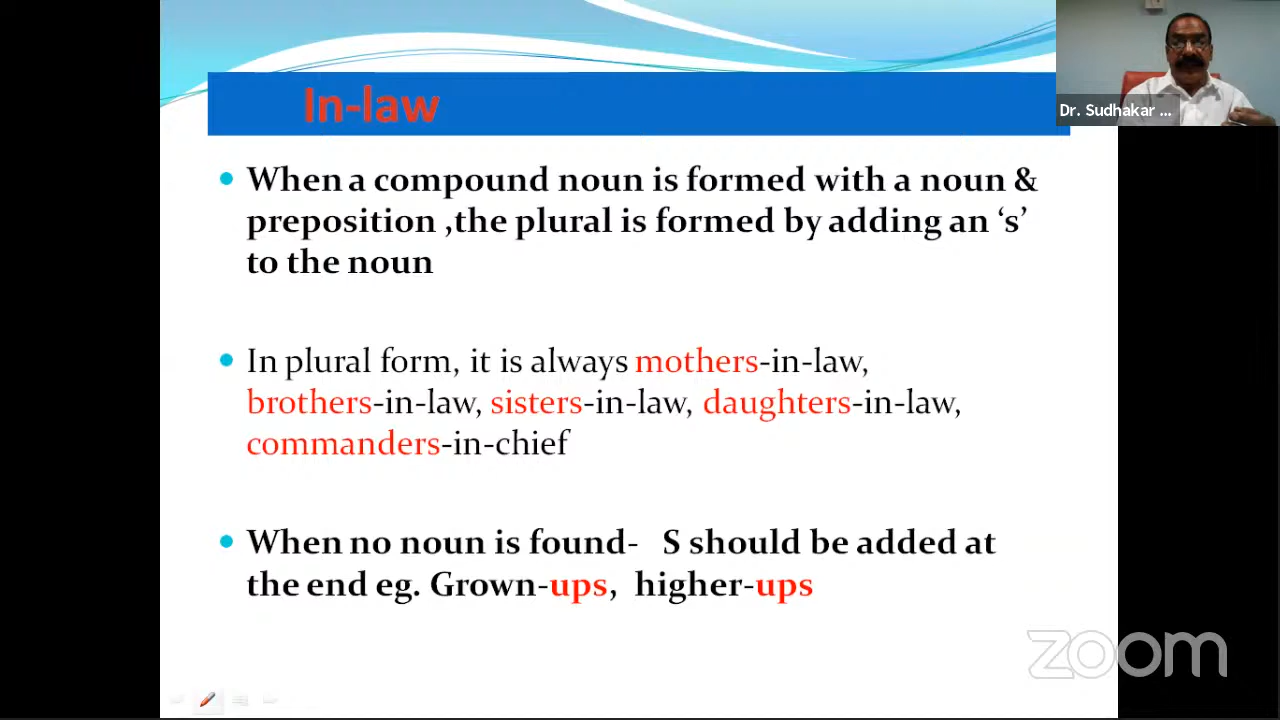 In-law
Dr. Sudhakar ...
When a compound noun is formed with a noun &
preposition ,the plural is formed by adding an ‘s’
to the noun
In plural form, it is always mothers-in-law,
brothers-in-law, sisters-in-law, daughters-in-law,
commanders-in-chief
When no noun is found- S should be added at
the end eg. Grown-ups, higher-ups
zoom